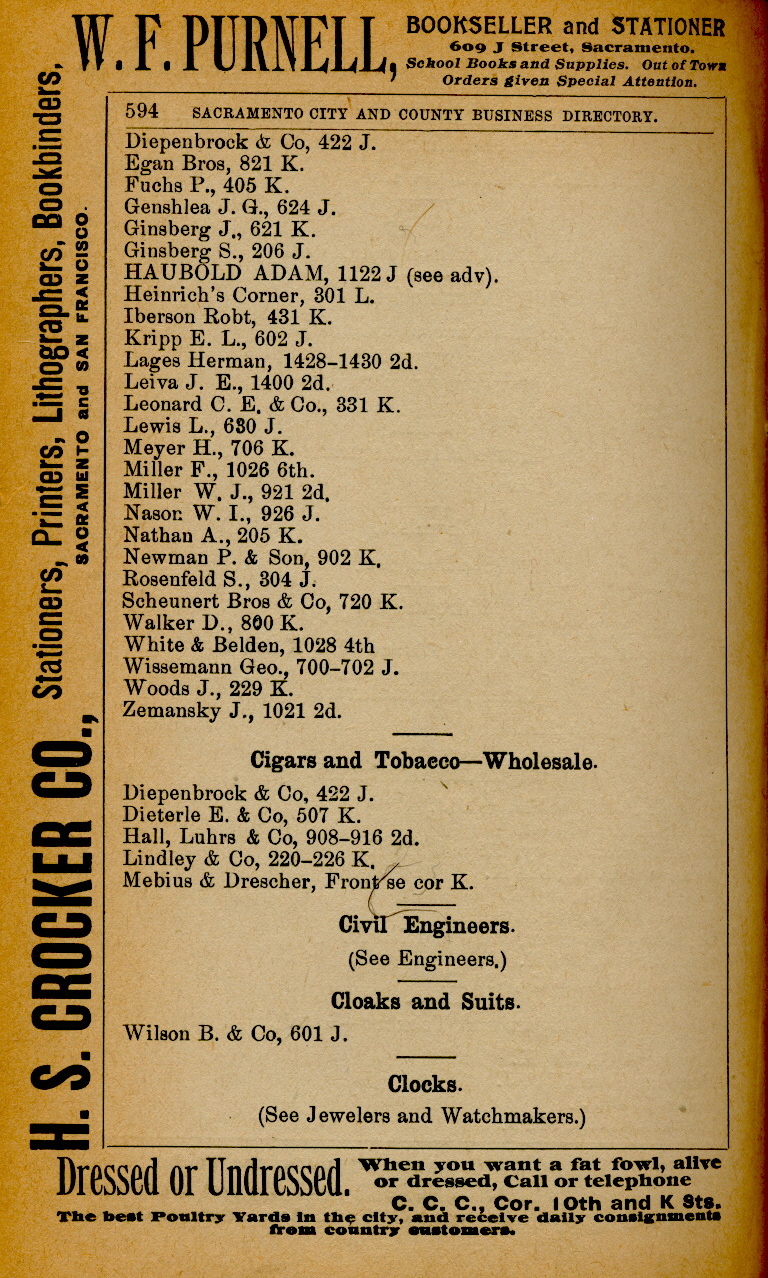 W. F. PURNELL,
BOOKSELLER and STATIONER
609 J Street, Sacramento.
School Books and Supplies. Out of Town
Orders given Special Attention.
H. S. CROCKER CO., Stationers, Printers, Lithographers, Bookbinders,
SACRAMENTO and SAN FRANCISCO.
594 SACRAMENTO CITY AND COUNTY BUSINESS DIRECTORY.
Diepenbrock & Co, 422 J.
Egan Bros, 821 K.
Fuchs P., 405 K.
Genshlea J. G., 624 J.
Ginsberg J., 621 K.
Ginsberg S., 206 J.
HAUBOLD ADAM, 1122 J (see adv).
Heinrich's Corner, 301 L.
Iberson Robt, 431 K.
Kripp E. L., 602 J.
Lages Herman, 1428–1430 2d.
Leiva J. E., 1400 2d.
Leonard C. E. & Co., 331 K.
Lewis L., 630 J.
Meyer H., 706 K.
Miller F., 1026 6th.
Miller W. J., 921 2d.
Nason W. I., 926 J.
Nathan A., 205 K.
Newman P. & Son, 902 K.
Rosenfeld S., 304 J.
Scheunert Bros & Co, 720 K.
Walker D., 800 K.
White & Belden, 1028 4th
Wissemann Geo., 700–702 J.
Woods J., 229 K.
Zemansky J., 1021 2d.
Cigars and Tobacco—Wholesale.
Diepenbrock & Co, 422 J.
Dieterle E. & Co, 507 K.
Hall, Luhrs & Co, 908–916 2d.
Lindley & Co, 220–226 K.
Mebius & Drescher, Front se cor K.
Civil Engineers.
(See Engineers.)
Cloaks and Suits.
Wilson B. & Co, 601 J.
Clocks.
(See Jewelers and Watchmakers.)
Dressed or Undressed.
When you want a fat fowl, alive
or dressed, Call or telephone
C. C. C., Cor. 10th and K Sts.
The best Poultry Yards in the city, and receive daily consignments
from country customers.